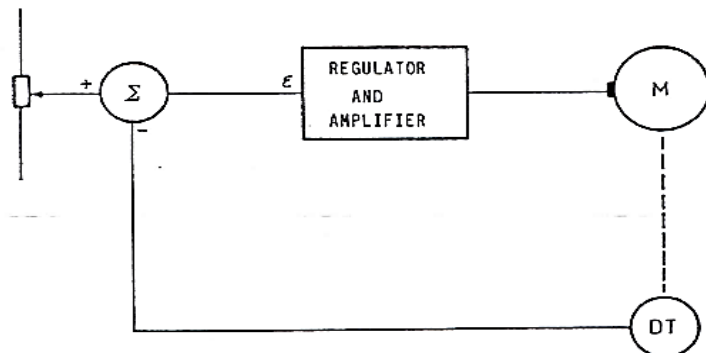 +
Σ
-
ε
REGULATOR
AND
AMPLIFIER
M
DT